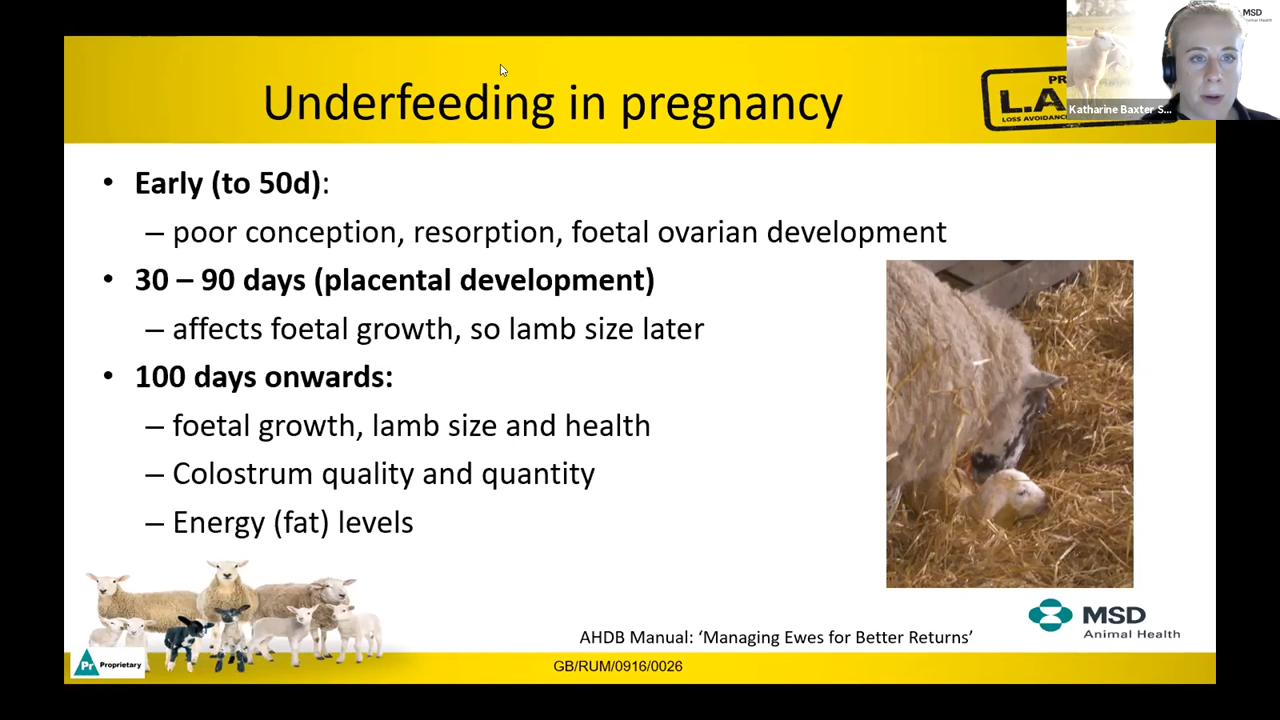 Underfeeding in pregnancy
PR
L.A
LOSS AVOIDANC
MSD
Animal Health
Katharine Baxter S...
• Early (to 50d):
– poor conception, resorption, foetal ovarian development
• 30 – 90 days (placental development)
– affects foetal growth, so lamb size later
• 100 days onwards:
– foetal growth, lamb size and health
– Colostrum quality and quantity
– Energy (fat) levels
AHDB Manual: ‘Managing Ewes for Better Returns’
MSD
Animal Health
Pr Proprietary
GB/RUM/0916/0026